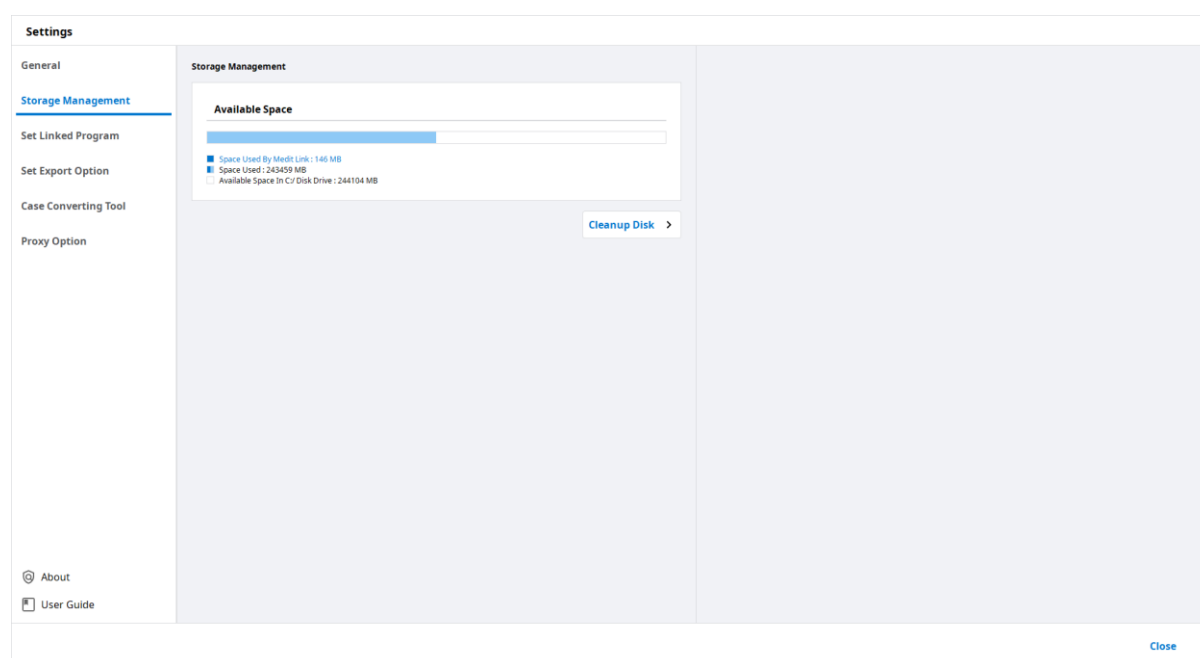 Settings
General
Storage Management
Set Linked Program
Set Export Option
Case Converting Tool
Proxy Option
About
User Guide
Storage Management
Available Space
Space Used By Medit Link : 146 MB
Space Used : 243459 MB
Available Space In C:/ Disk Drive : 244104 MB
Cleanup Disk
Close